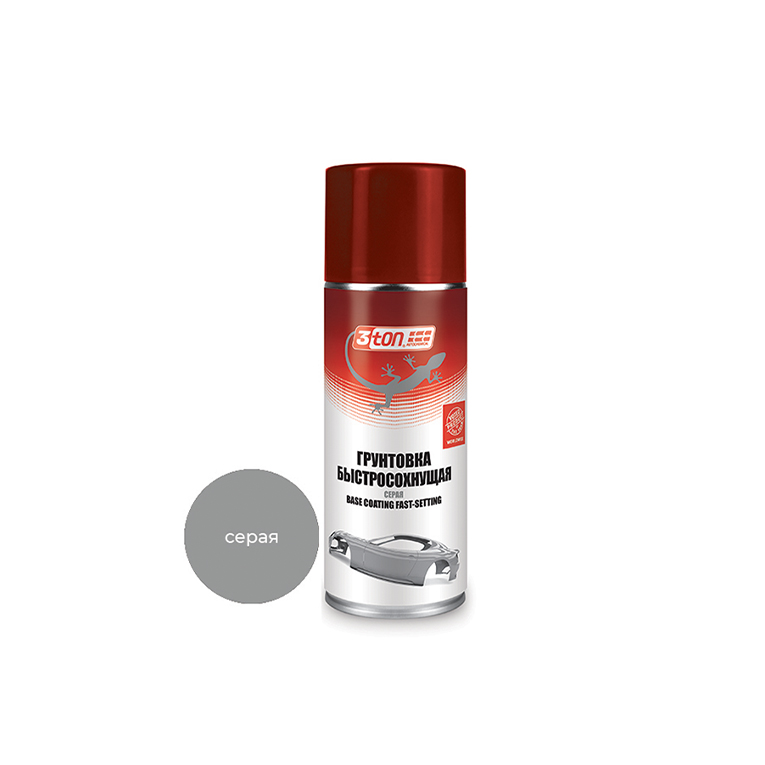 3ton
ГРУНТОВКА
БЫСТРОСОХНУЩАЯ
СЕРАЯ
BASE COATING FAST-SETTING
серая